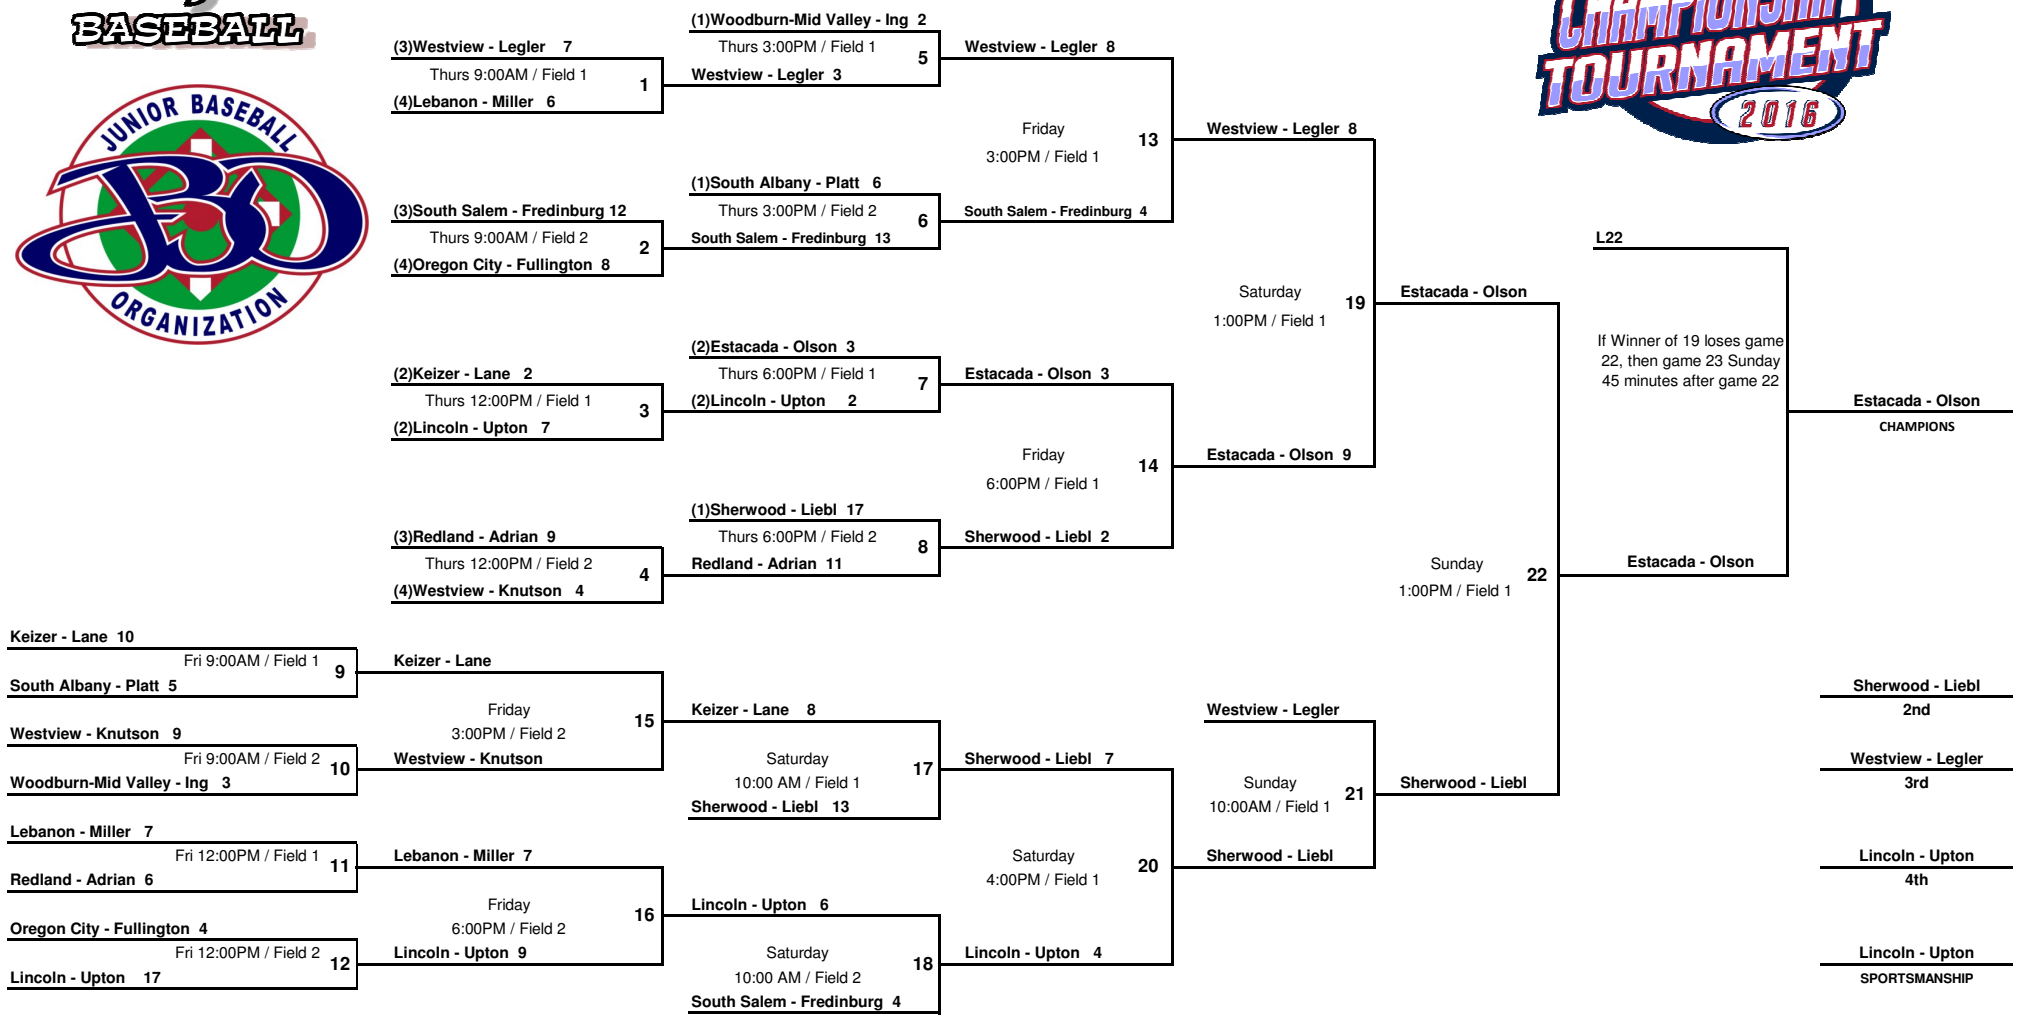 BASEBALL
JUNIOR BASEBALL
JBO
ORGANIZATION
CHAMPIONSHIP
TOURNAMENT
2016
(3)Westview - Legler 7
Thurs 9:00AM / Field 1
1
(4)Lebanon - Miller 6
(3)South Salem - Fredinburg 12
Thurs 9:00AM / Field 2
2
(4)Oregon City - Fullington 8
(2)Keizer - Lane 2
Thurs 12:00PM / Field 1
3
(2)Lincoln - Upton 7
(3)Redland - Adrian 9
Thurs 12:00PM / Field 2
4
(4)Westview - Knutson 4
(1)Woodburn-Mid Valley - Ing 2
Thurs 3:00PM / Field 1
5
Westview - Legler 3
(1)South Albany - Platt 6
Thurs 3:00PM / Field 2
6
South Salem - Fredinburg 13
(2)Estacada - Olson 3
Thurs 6:00PM / Field 1
7
(2)Lincoln - Upton 2
(1)Sherwood - Liebl 17
Thurs 6:00PM / Field 2
8
Redland - Adrian 11
Westview - Legler 8
Friday
13
3:00PM / Field 1
South Salem - Fredinburg 4
Estacada - Olson 3
Friday
14
6:00PM / Field 1
Sherwood - Liebl 2
Westview - Legler 8
Saturday
19
1:00PM / Field 1
Estacada - Olson 9
Estacada - Olson
Sunday
22
1:00PM / Field 1
Sherwood - Liebl
L22
If Winner of 19 loses game
22, then game 23 Sunday
45 minutes after game 22
Estacada - Olson
Estacada - Olson
CHAMPIONS
Keizer - Lane 10
Fri 9:00AM / Field 1
9
South Albany - Platt 5
Westview - Knutson 9
Fri 9:00AM / Field 2
10
Woodburn-Mid Valley - Ing 3
Lebanon - Miller 7
Fri 12:00PM / Field 1
11
Redland - Adrian 6
Oregon City - Fullington 4
Fri 12:00PM / Field 2
12
Lincoln - Upton 17
Keizer - Lane
Friday
15
3:00PM / Field 2
Westview - Knutson
Lebanon - Miller 7
Friday
16
6:00PM / Field 2
Lincoln - Upton 9
Keizer - Lane 8
Saturday
17
10:00 AM / Field 1
Sherwood - Liebl 13
Lincoln - Upton 6
Saturday
18
10:00 AM / Field 2
South Salem - Fredinburg 4
Sherwood - Liebl 7
Saturday
20
4:00PM / Field 1
Lincoln - Upton 4
Westview - Legler
Sunday
21
10:00AM / Field 1
Sherwood - Liebl
Sherwood - Liebl
2nd
Westview - Legler
3rd
Lincoln - Upton
4th
Lincoln - Upton
SPORTSMANSHIP